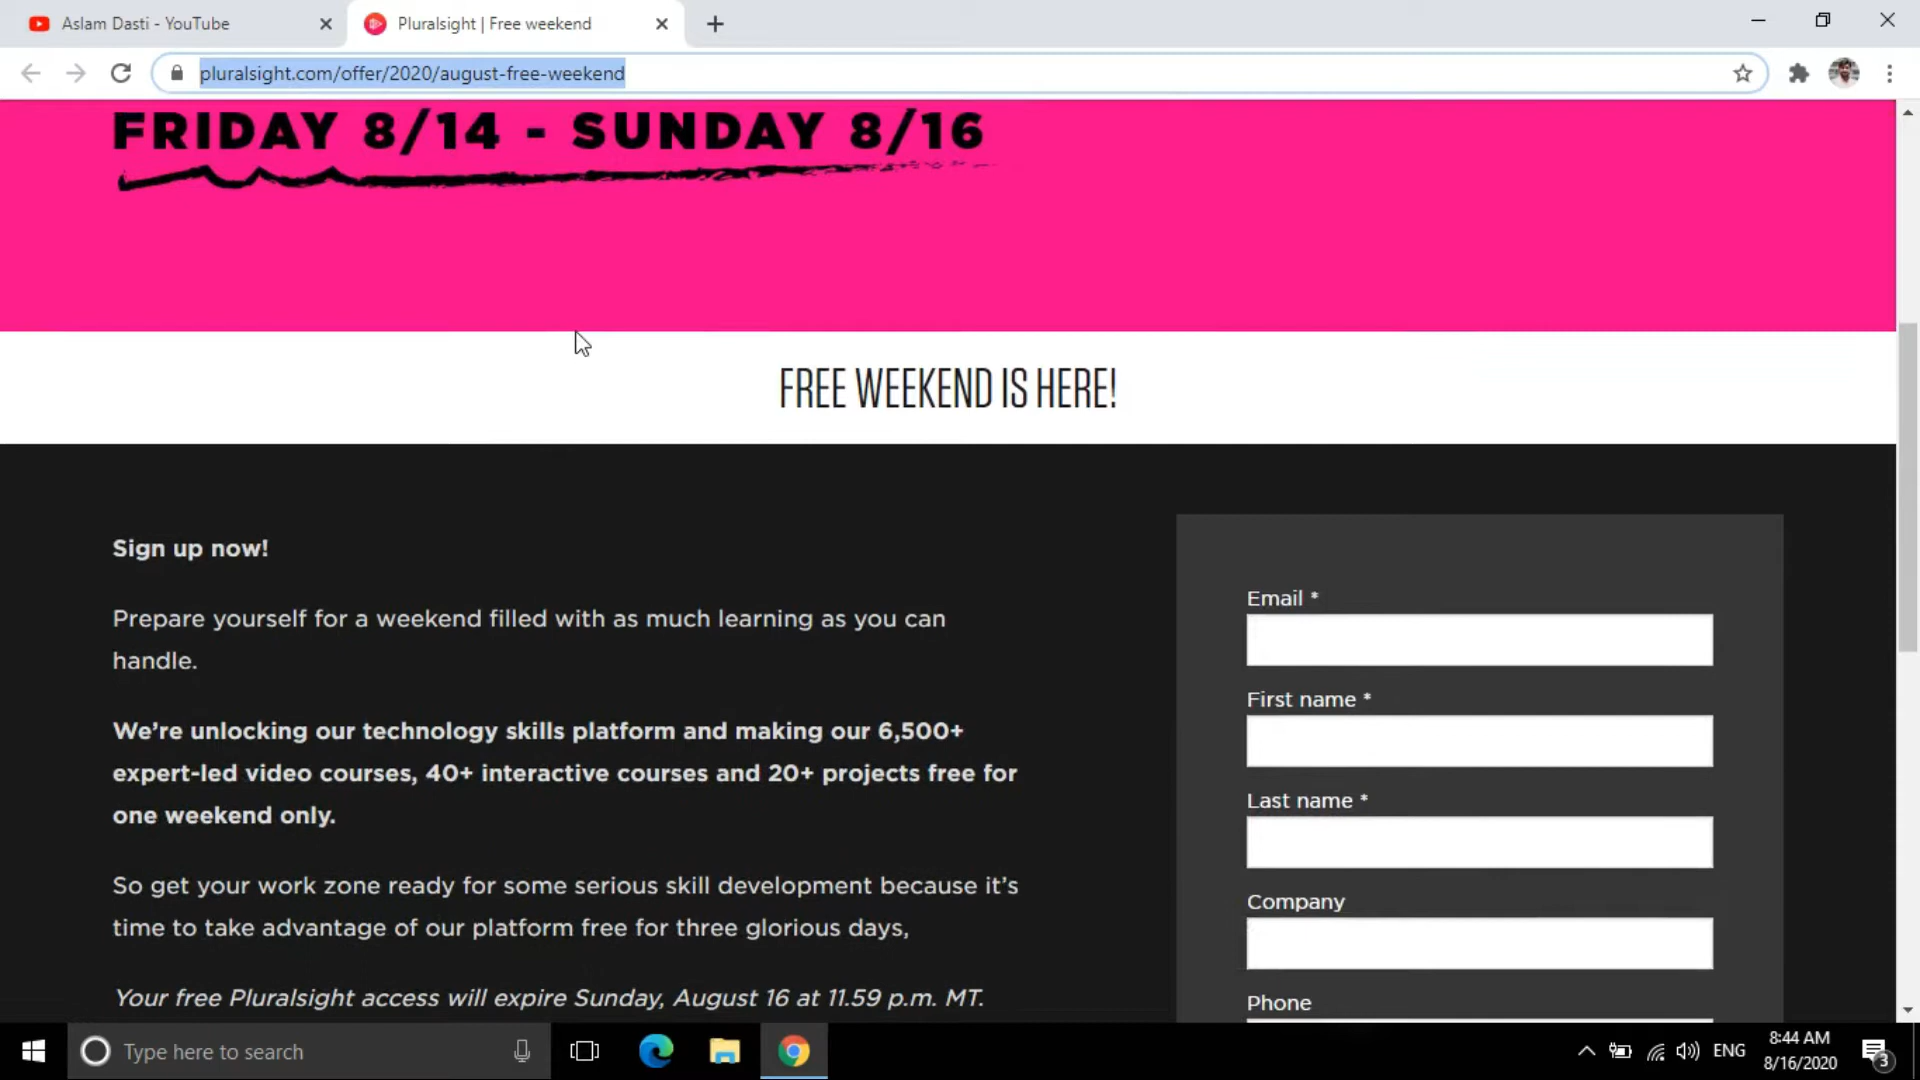 Aslam Dasti - YouTube
Pluralsight | Free weekend
pluralsight.com/offer/2020/august-free-weekend
FRIDAY 8/14 - SUNDAY 8/16
FREE WEEKEND IS HERE!
Sign up now!
Prepare yourself for a weekend filled with as much learning as you can
handle.
We’re unlocking our technology skills platform and making our 6,500+
expert-led video courses, 40+ interactive courses and 20+ projects free for
one weekend only.
So get your work zone ready for some serious skill development because it’s
time to take advantage of our platform free for three glorious days,
Your free Pluralsight access will expire Sunday, August 16 at 11.59 p.m. MT.
Email *
First name *
Last name *
Company
Phone
Type here to search
ENG
8:44 AM
8/16/2020
3